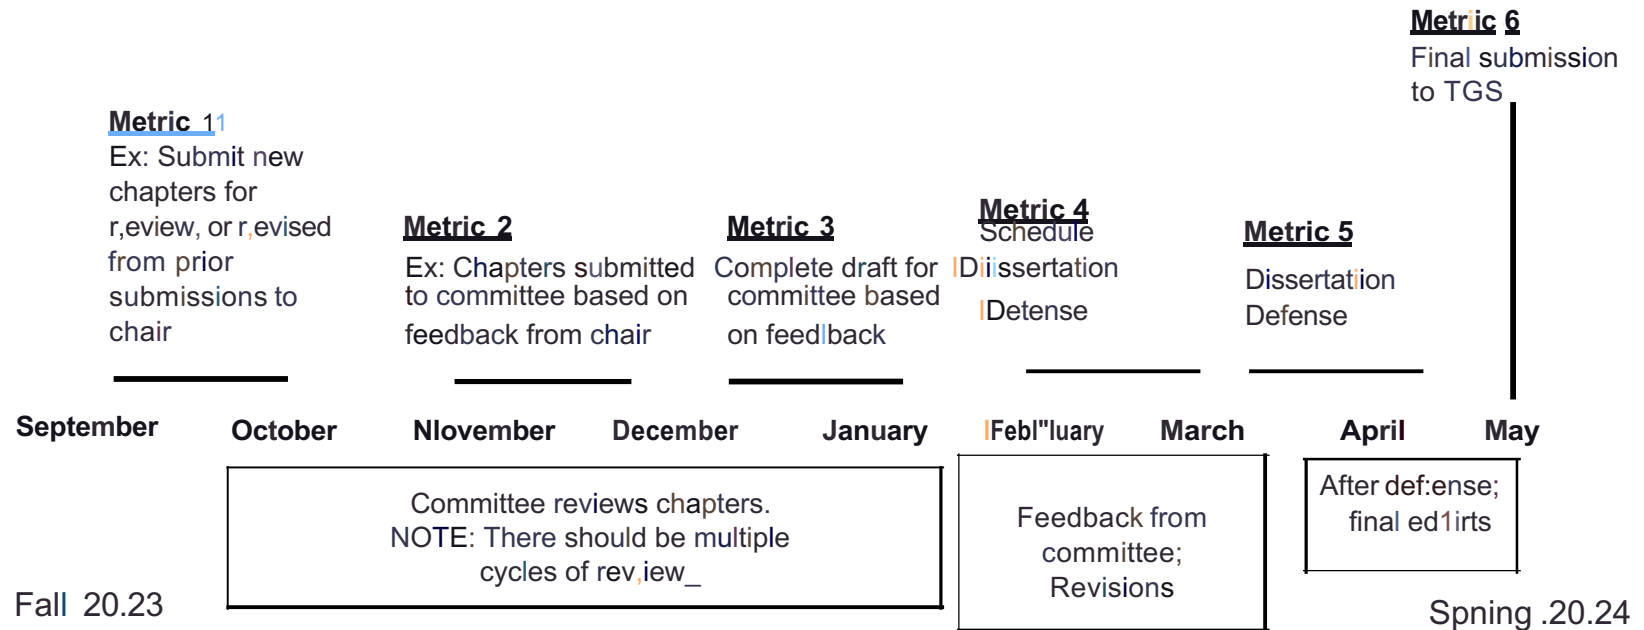 Metriic 6
Final submission
to TGS
Metric 11
Ex: Submit new
chapters for
r,eview, or r,evised
from prior
submissions to
chair
Metric 2
Ex: Chapters submitted
to committee based on
feedback from chair
Metric 3
Complete draft for
committee based
on feedlback
Metric 4
Schedule
IDiiissertation
IDetense
Metric 5
Dissertatiion
Defense
September October Nlovember December January IFebl"luary March April May
Committee reviews chapters.
NOTE: There should be multiple
cycles of rev,iew_
Feedback from
committee;
Revisions
After def:ense;
final ed1irts
Fall 20.23
Spning .20.24